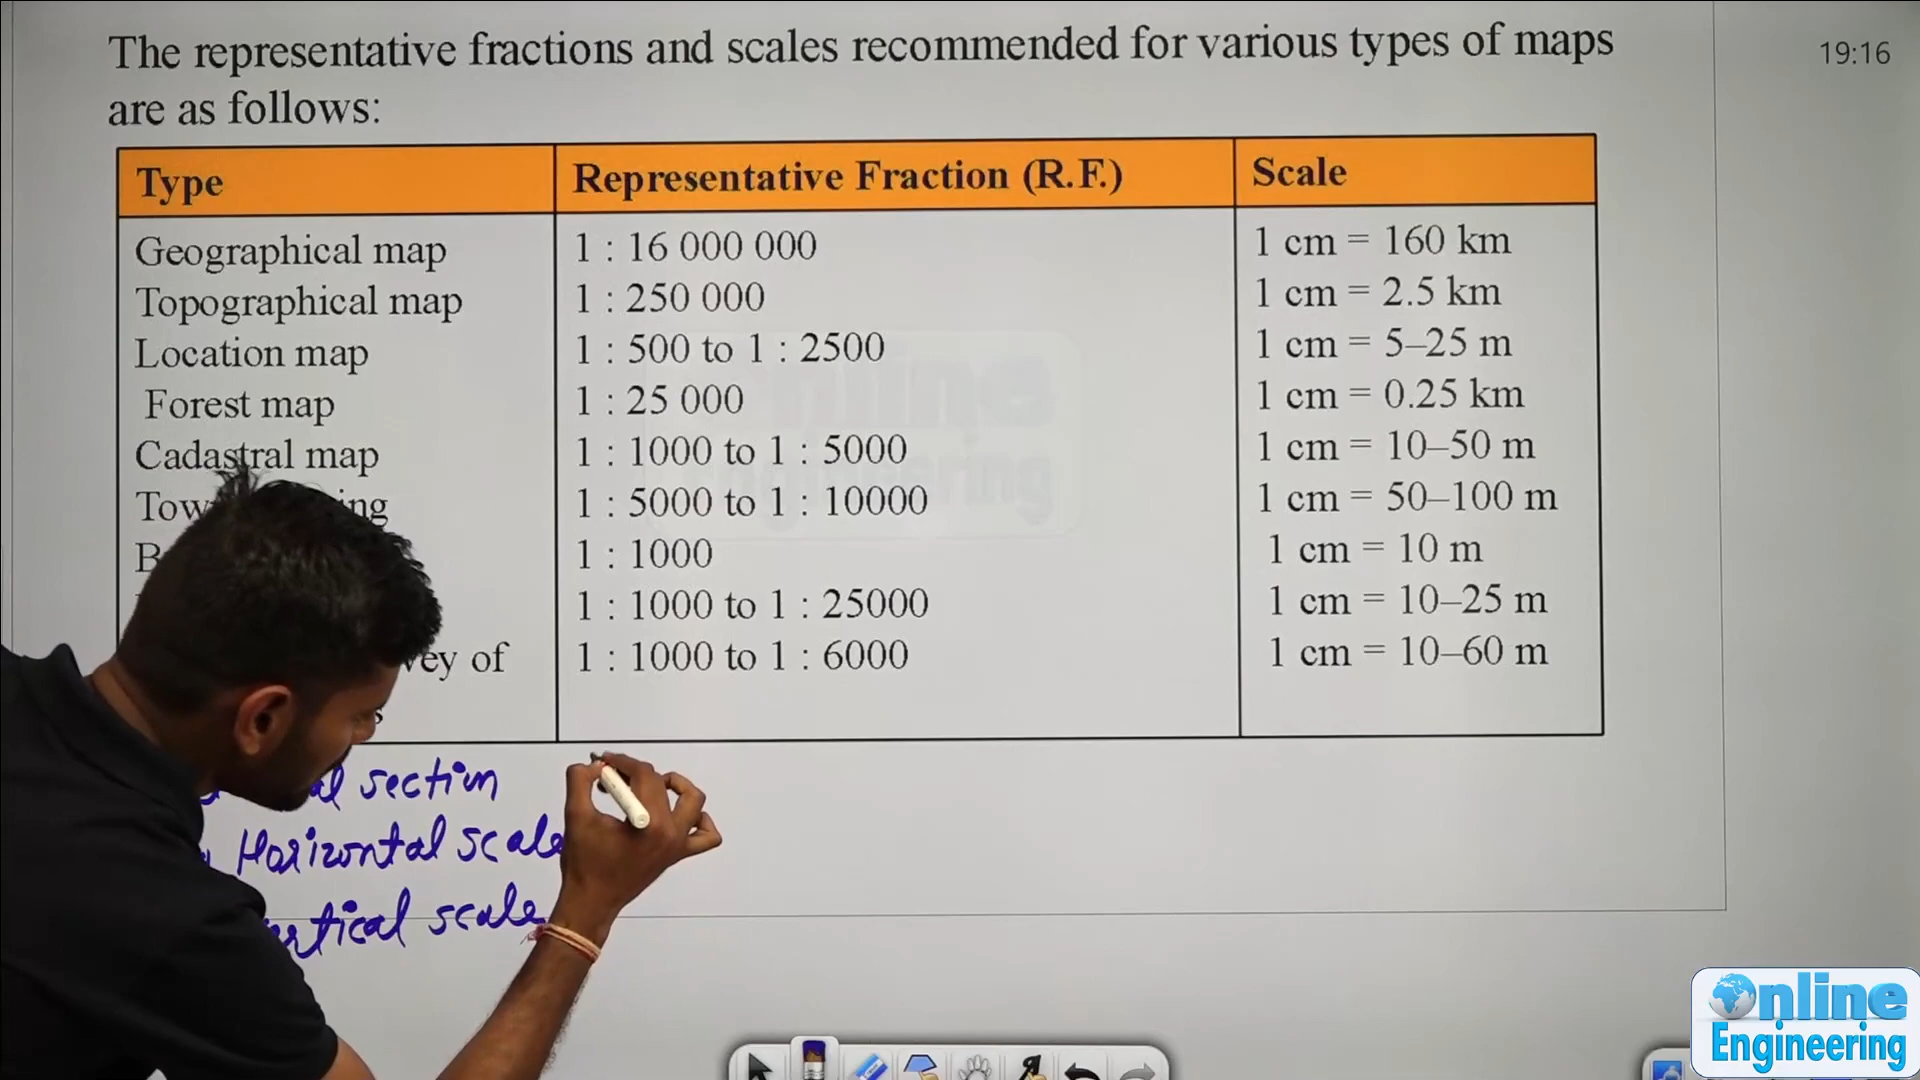 The representative fractions and scales recommended for various types of maps
are as follows:
19:16
Type Representative Fraction (R.F.) Scale
Geographical map 1 : 16 000 000 1 cm = 160 km
Topographical map 1 : 250 000 1 cm = 2.5 km
Location map 1 : 500 to 1 : 2500 1 cm = 5–25 m
Forest map 1 : 25 000 1 cm = 0.25 km
Cadastral map 1 : 1000 to 1 : 5000 1 cm = 10–50 m
1 : 5000 to 1 : 10000 1 cm = 50–100 m
1 : 1000 1 cm = 10 m
1 : 1000 to 1 : 25000 1 cm = 10–25 m
of 1 : 1000 to 1 : 6000 1 cm = 10–60 m
section
Horizontal scale
scale
Online
Engineering